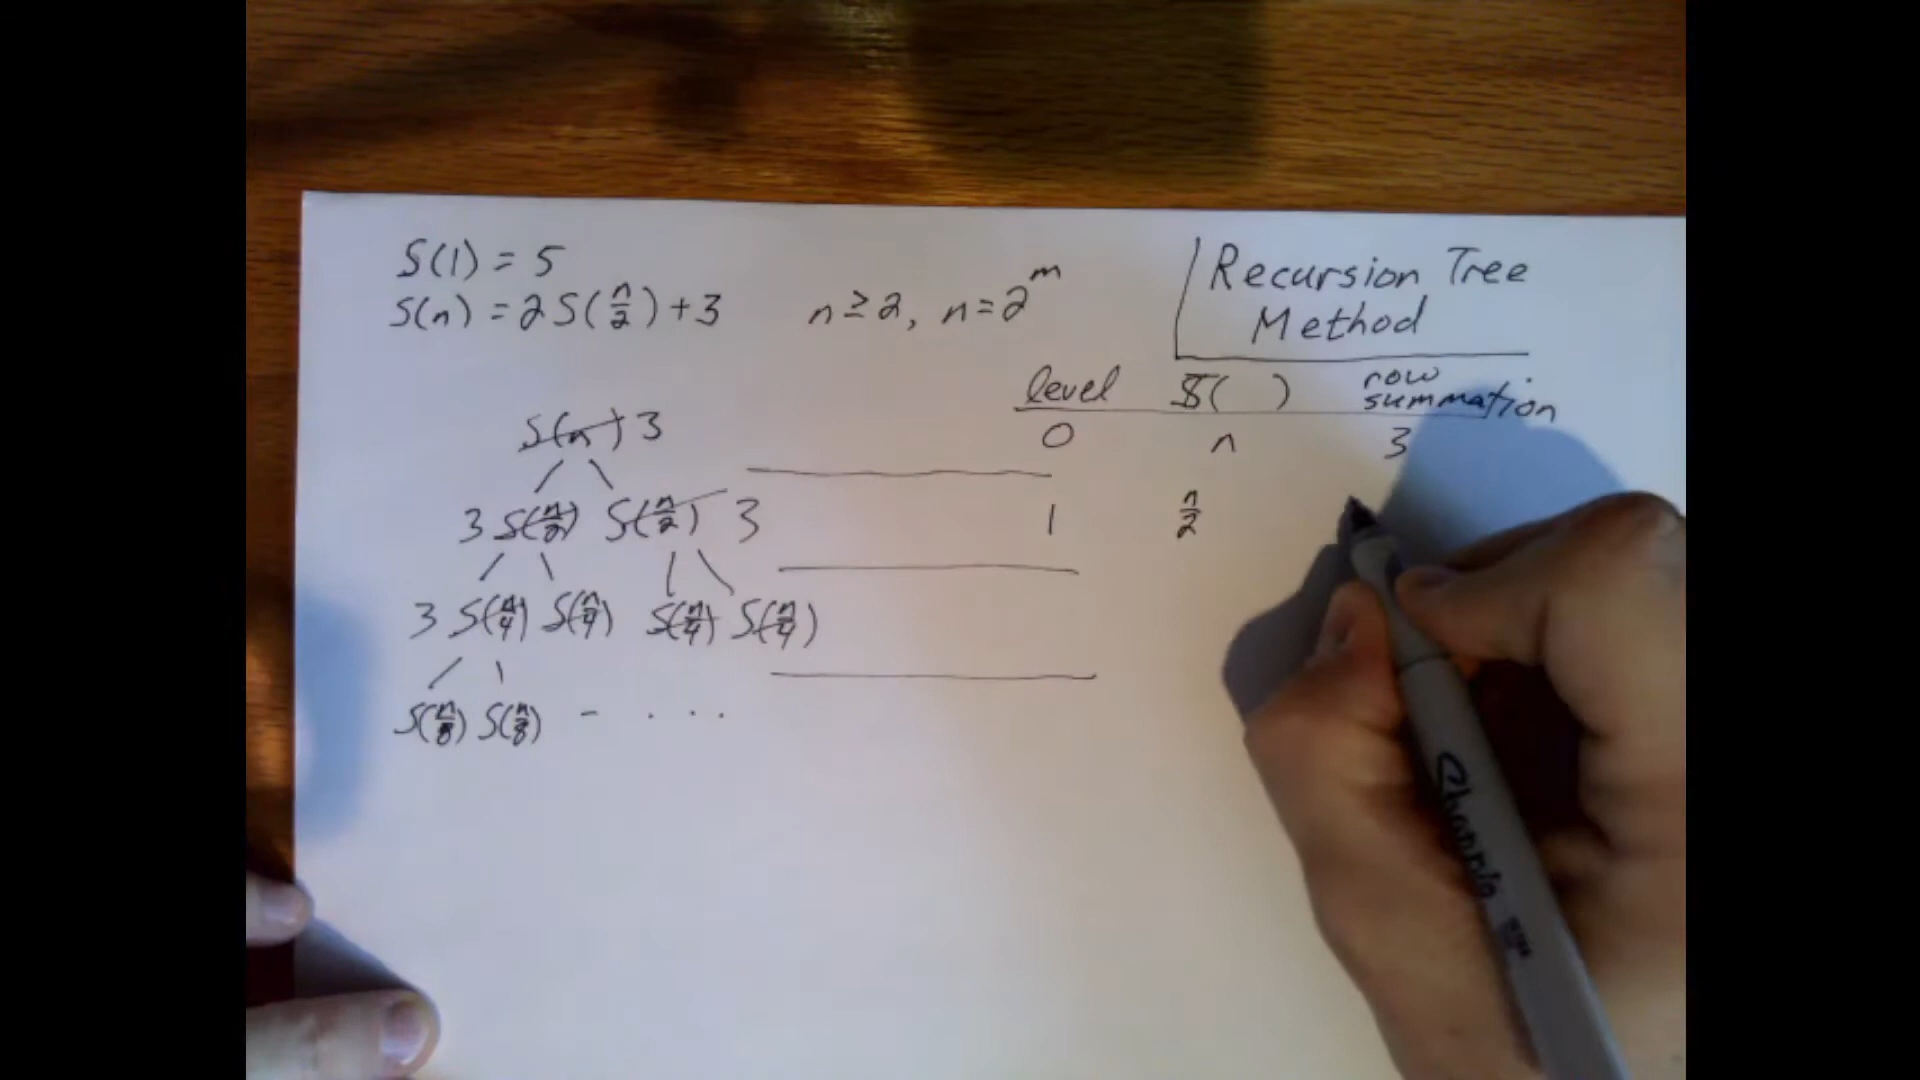 S(1) = 5
S(n) = 2S(n/2) + 3 n ≥ 2, n = 2^m
Recursion Tree
Method
level S( ) row summation
S(n) 3
0 n 3
3 S(n/2) S(n/2) 3
1 n/2
3 S(n/4) S(n/4) S(n/4) S(n/4)
S(n/8) S(n/8) - . . .
Sharpie